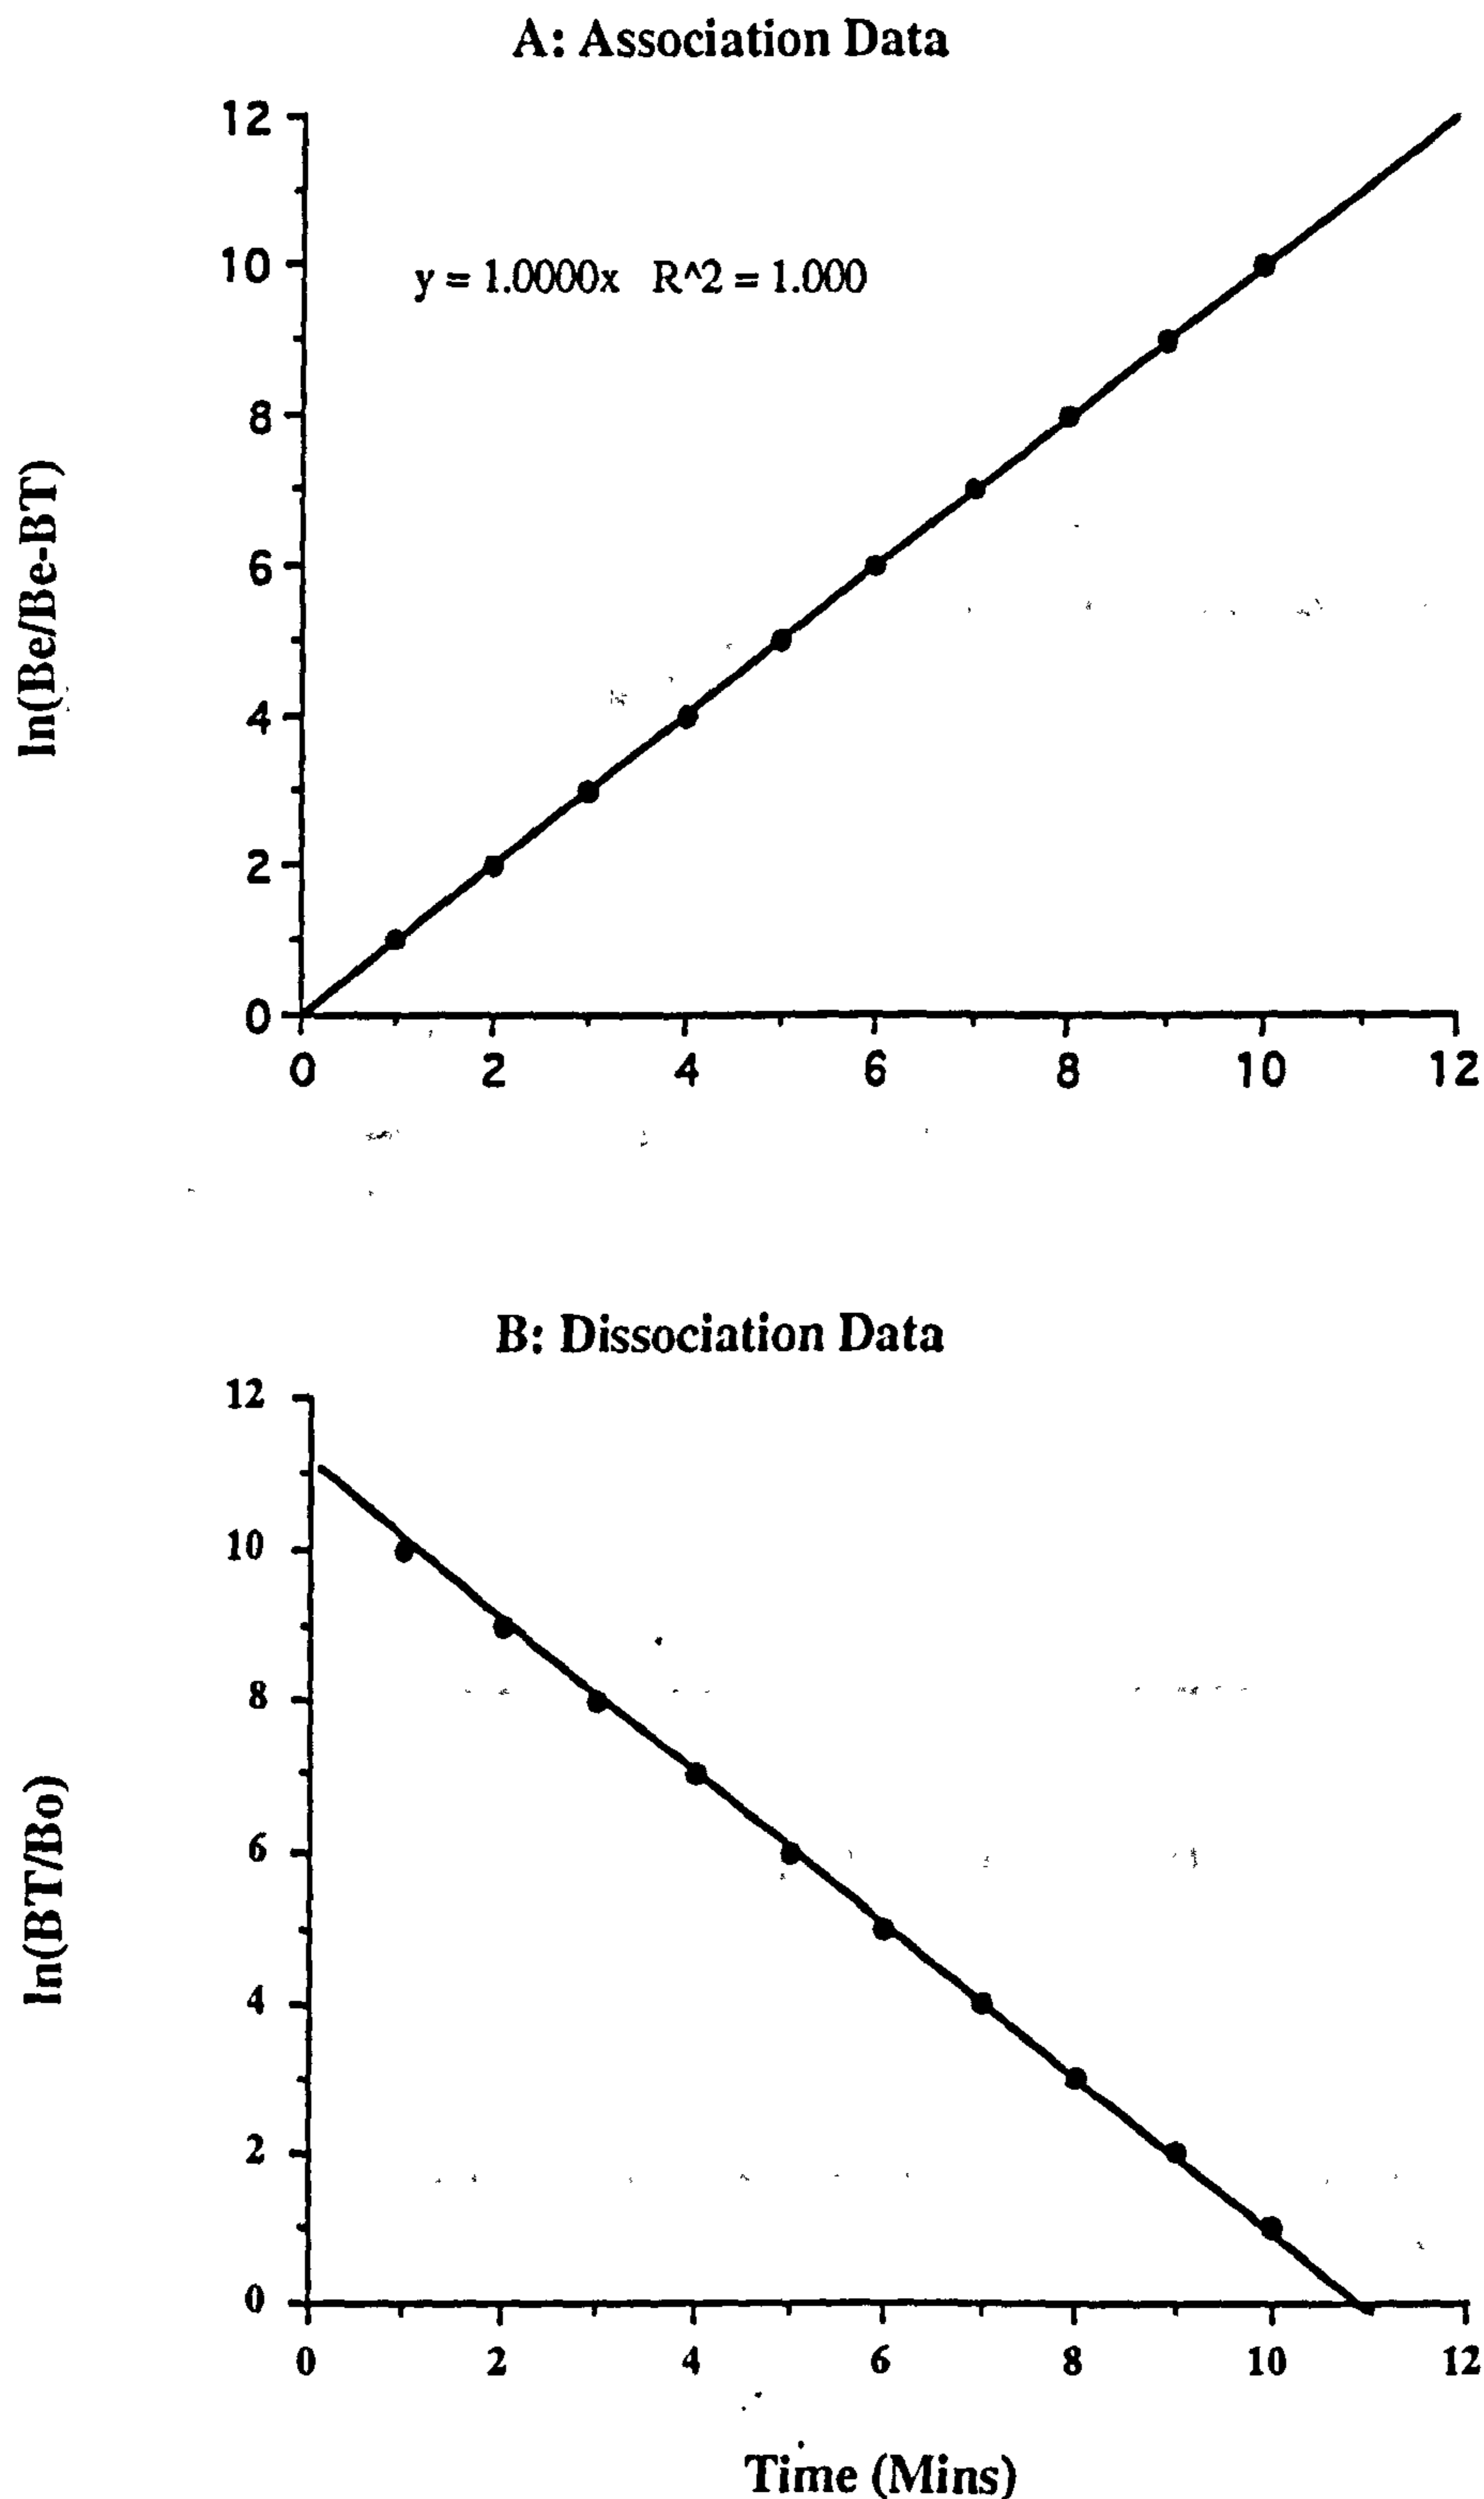 A: Association Data
12
10
y = 1.0000x R^2 = 1.000
8
ln(Be/Be-BT)
6
4
2
0
0 2 4 6 8 10 12
B: Dissociation Data
12
10
8
ln(BT/Bo)
6
4
2
0
0 2 4 6 8 10 12
Time (Mins)